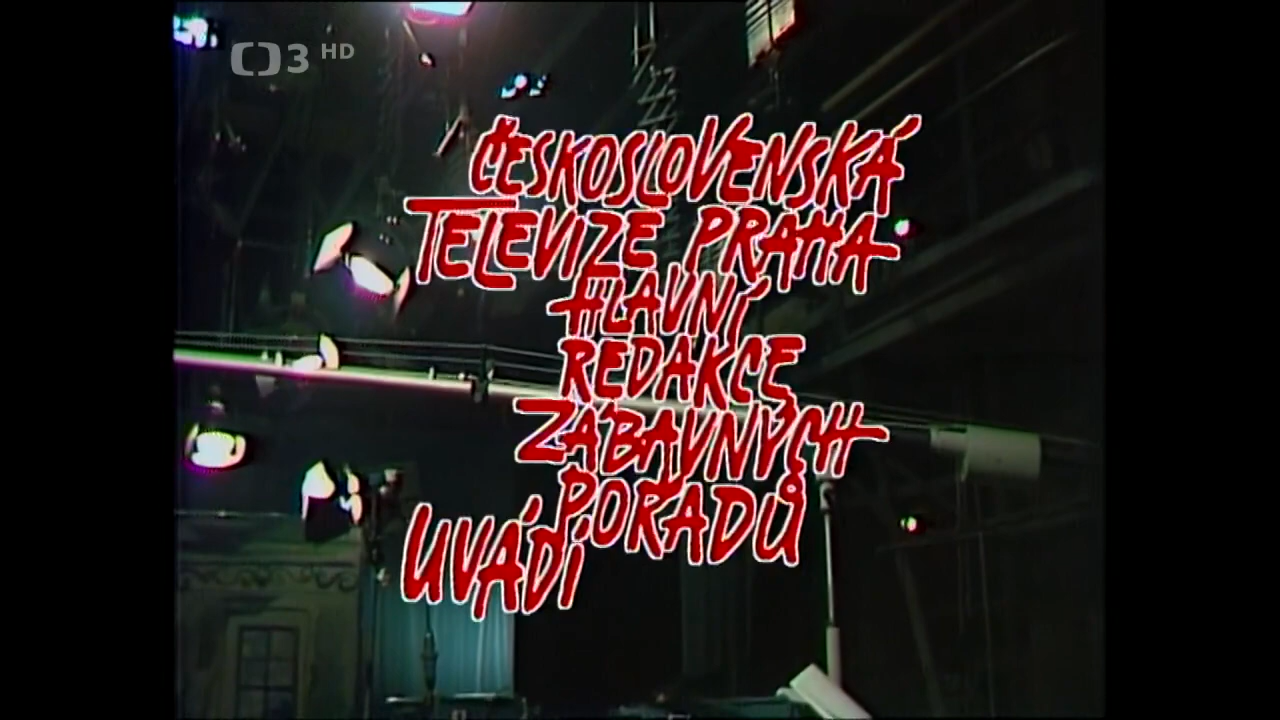 ČT3 HD
ČESKOSLOVENSKÁ
TELEVIZE PRAHA
HLAVNÍ
REDAKCE
ZÁBAVNÝCH
POŘADŮ
UVÁDÍ